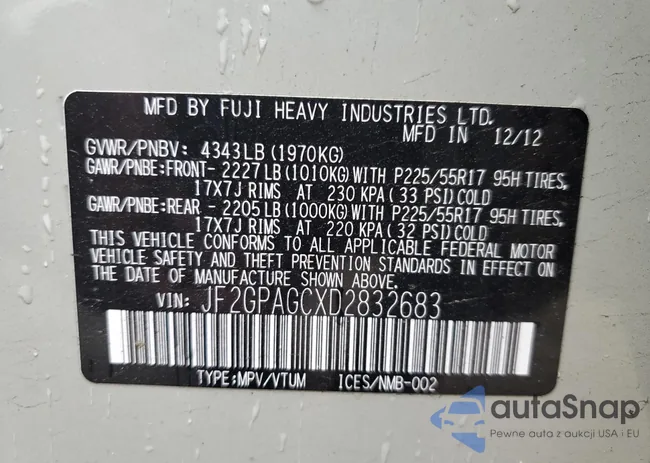 MFD BY FUJI HEAVY INDUSTRIES LTD.
MFD IN 12/12
GVWR/PNBV: 4343LB (1970KG)
GAWR/PNBE:FRONT- 2227LB(1010KG)WITH P225/55R17 95H TIRES,
17X7J RIMS AT 230 KPA(33 PSI)COLD
GAWR/PNBE:REAR - 2205LB(1000KG)WITH P225/55R17 95H TIRES,
17X7J RIMS AT 220 KPA(32 PSI)COLD
THIS VEHICLE CONFORMS TO ALL APPLICABLE FEDERAL MOTOR
VEHICLE SAFETY AND THEFT PREVENTION STANDARDS IN EFFECT ON
THE DATE OF MANUFACTURE SHOWN ABOVE.
VIN: JF2GPAGCXD2832683
TYPE:MPV/VTUM ICES/NMB-002
autoSnap
Pewne auta z aukcji USA i EU